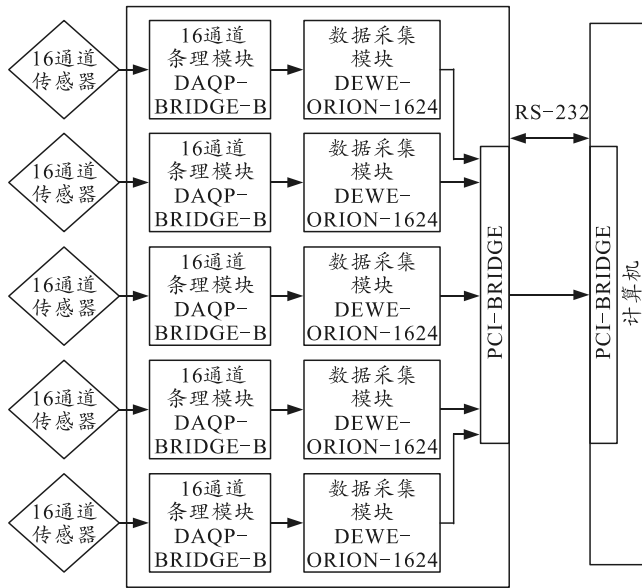 16通道
传感器
16通道
条理模块
DAQP-
BRIDGE-B
数据采集
模块
DEWE-
ORION-1624
16通道
传感器
16通道
条理模块
DAQP-
BRIDGE-B
数据采集
模块
DEWE-
ORION-1624
16通道
传感器
16通道
条理模块
DAQP-
BRIDGE-B
数据采集
模块
DEWE-
ORION-1624
16通道
传感器
16通道
条理模块
DAQP-
BRIDGE-B
数据采集
模块
DEWE-
ORION-1624
16通道
传感器
16通道
条理模块
DAQP-
BRIDGE-B
数据采集
模块
DEWE-
ORION-1624
PCI-BRIDGE
RS-232
PCI-BRIDGE
计算机